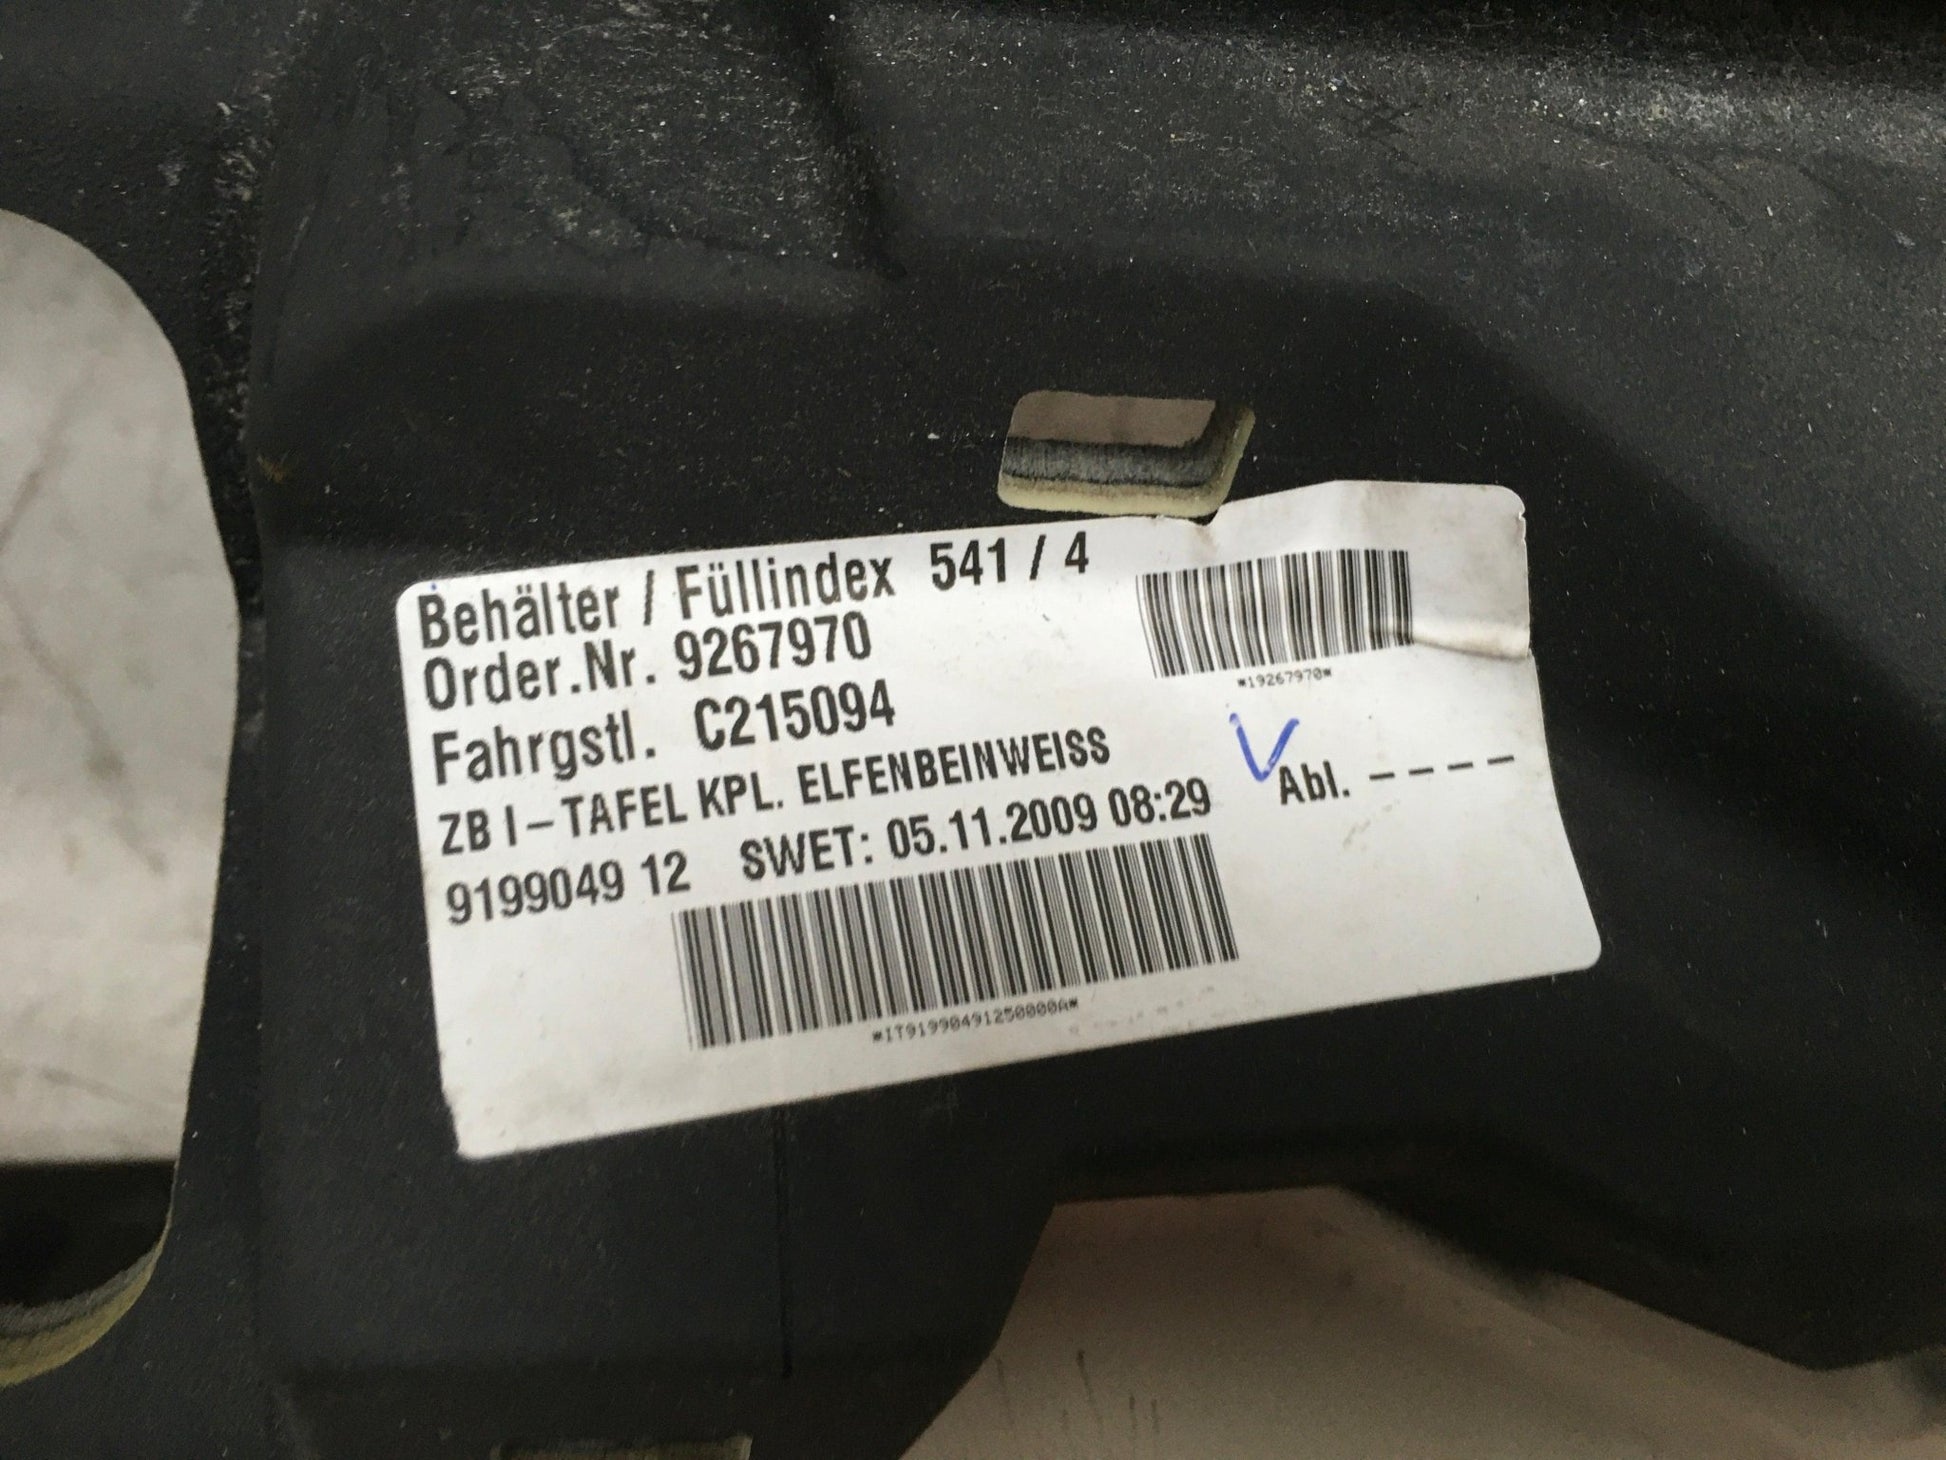 Behälter / Füllindex 541 / 4
Order.Nr. 9267970
*19267970*
Fahrgstl. C215094
ZB I-TAFEL KPL. ELFENBEINWEISS
9199049 12 SWET: 05.11.2009 08:29 Abl. ----
*1T91990491250000A*